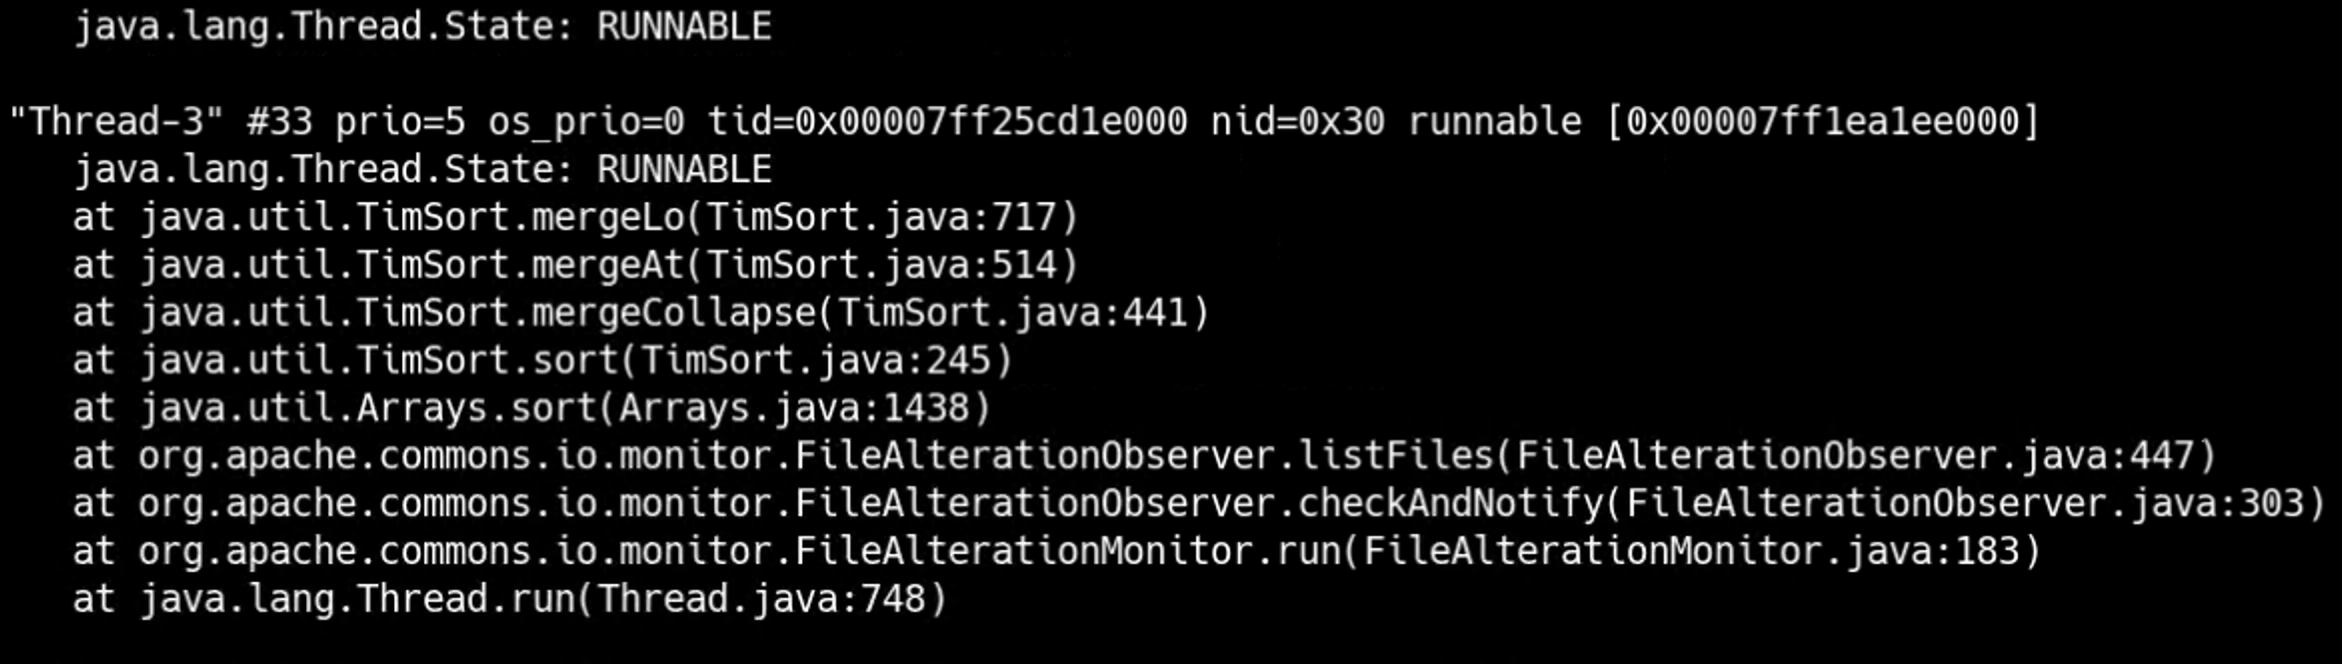 java.lang.Thread.State: RUNNABLE
"Thread-3" #33 prio=5 os_prio=0 tid=0x00007ff25cd1e000 nid=0x30 runnable [0x00007ff1ea1ee000]
java.lang.Thread.State: RUNNABLE
at java.util.TimSort.mergeLo(TimSort.java:717)
at java.util.TimSort.mergeAt(TimSort.java:514)
at java.util.TimSort.mergeCollapse(TimSort.java:441)
at java.util.TimSort.sort(TimSort.java:245)
at java.util.Arrays.sort(Arrays.java:1438)
at org.apache.commons.io.monitor.FileAlterationObserver.listFiles(FileAlterationObserver.java:447)
at org.apache.commons.io.monitor.FileAlterationObserver.checkAndNotify(FileAlterationObserver.java:303)
at org.apache.commons.io.monitor.FileAlterationMonitor.run(FileAlterationMonitor.java:183)
at java.lang.Thread.run(Thread.java:748)